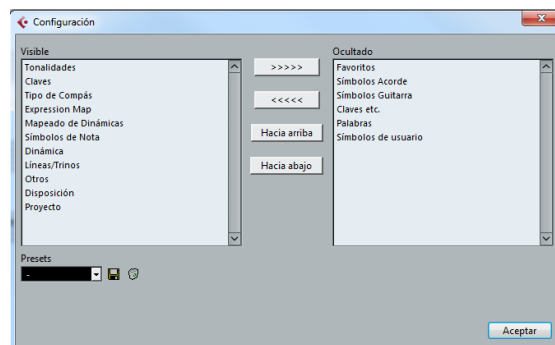 Configuración
Visible
Tonalidades
Claves
Tipo de Compás
Expression Map
Mapeado de Dinámicas
Símbolos de Nota
Dinámica
Líneas/Trinos
Otros
Disposición
Proyecto
>>>>>
<<<<<
Hacia arriba
Hacia abajo
Ocultado
Favoritos
Símbolos Acorde
Símbolos Guitarra
Claves etc.
Palabras
Símbolos de usuario
Presets
-
Aceptar